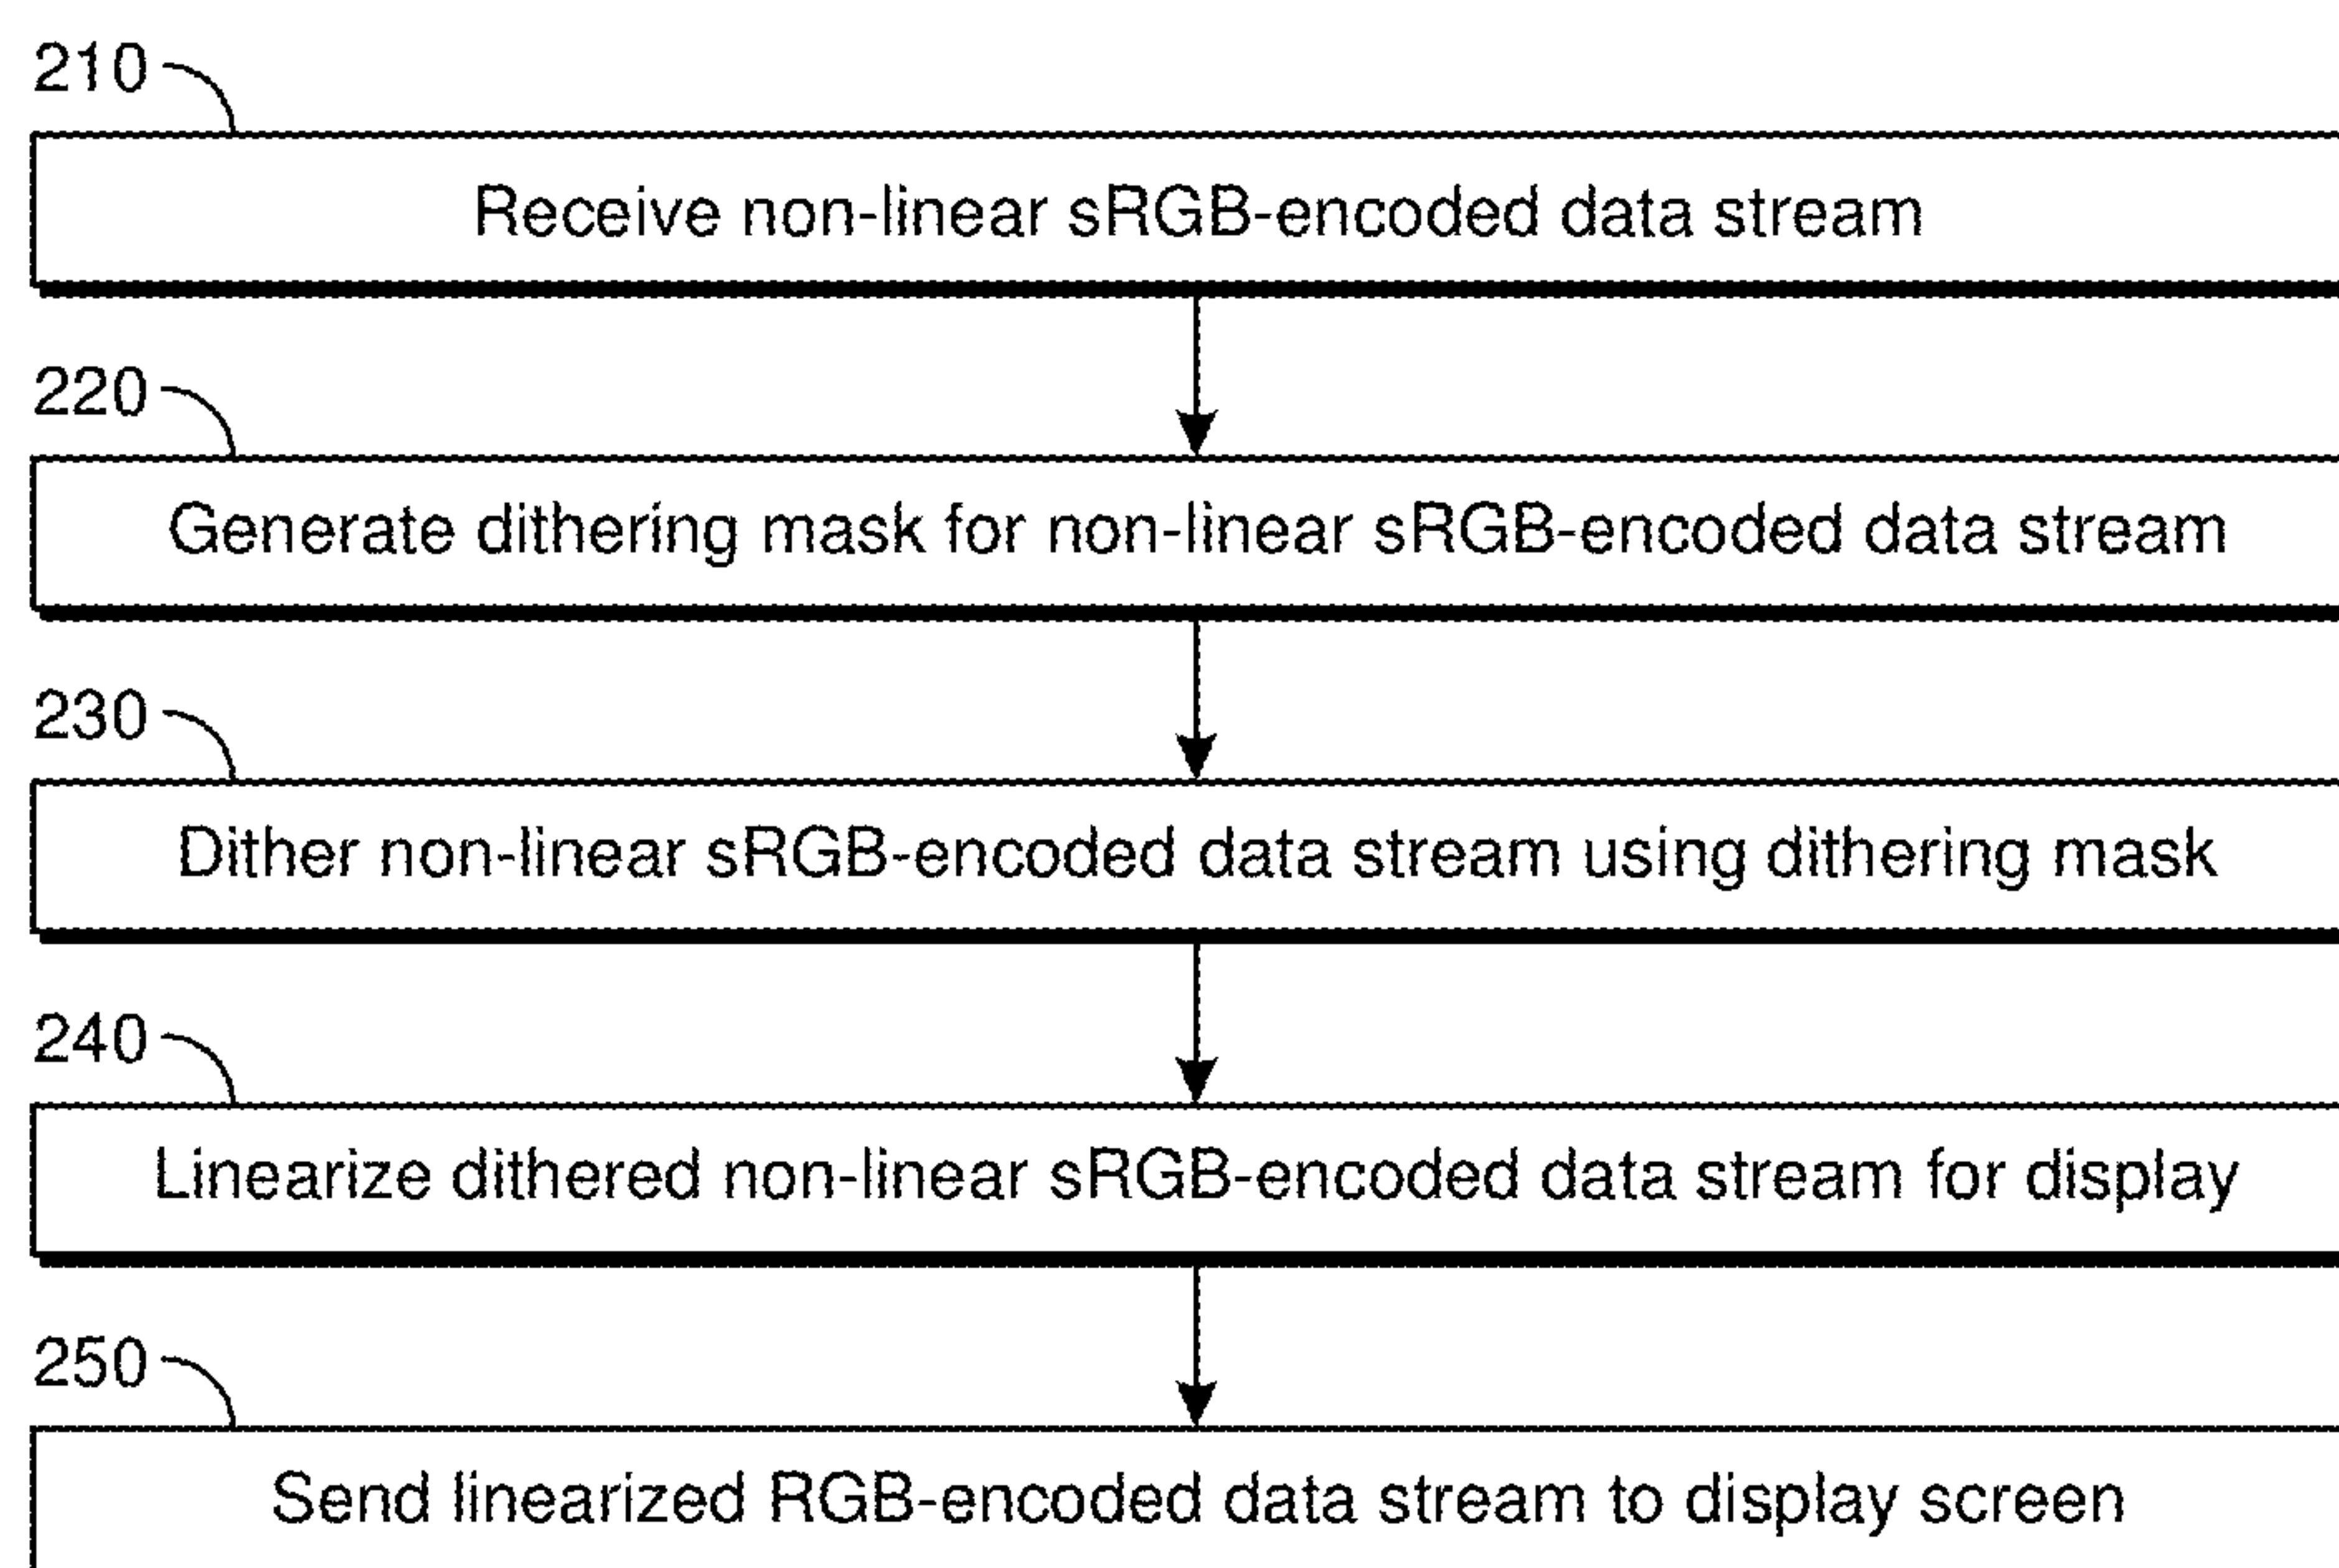 210
Receive non-linear sRGB-encoded data stream
220
Generate dithering mask for non-linear sRGB-encoded data stream
230
Dither non-linear sRGB-encoded data stream using dithering mask
240
Linearize dithered non-linear sRGB-encoded data stream for display
250
Send linearized RGB-encoded data stream to display screen